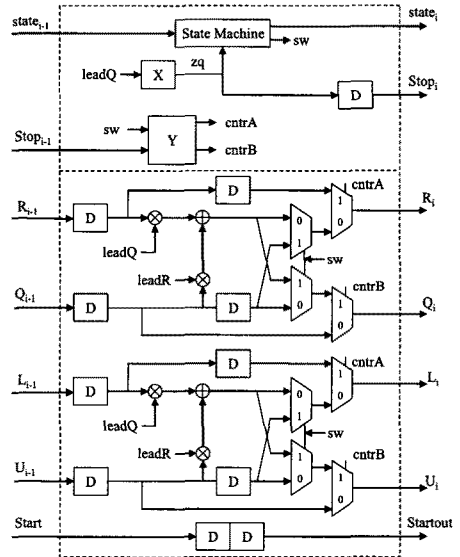 state_{i-1} State Machine state_i
sw
leadQ X zq
D Stop_i
sw cntrA
Stop_{i-1} Y cntrB
D cntrA
1
R_{i-1} D 0 0 R_i
leadQ 1
leadR sw
1 cntrB
Q_{i-1} D D 0 1 Q_i
0
D cntrA
1
L_{i-1} D 0 0 L_i
leadQ 1
leadR sw
1 cntrB
U_{i-1} D D 0 1 U_i
0
Start D D Startout